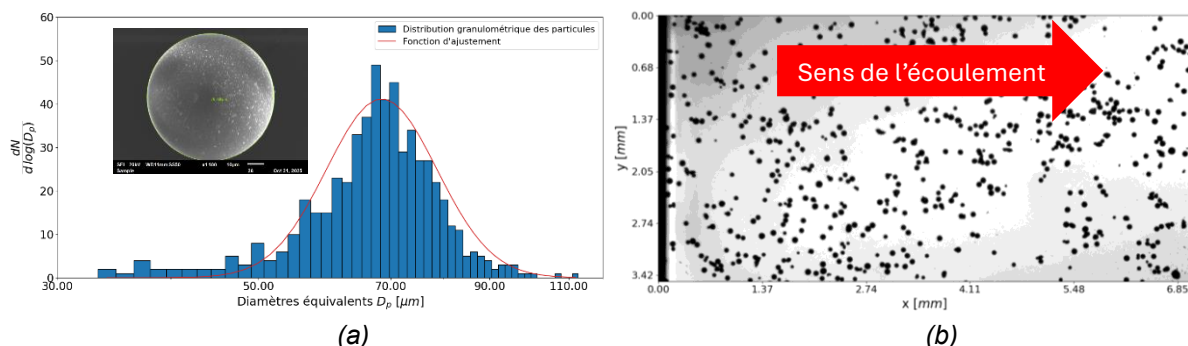 Distribution granulométrique des particules
Fonction d'ajustement
60
50
40
30
20
10
0
dN
d log(Dₚ)
30.00
50.00
70.00
90.00
110.00
Diamètres équivalents Dₚ [μm]
(a)
Sens de l'écoulement
0.00
0.68
1.37
2.05
2.74
3.42
y [mm]
0.00
1.37
2.74
4.11
5.48
6.85
x [mm]
(b)